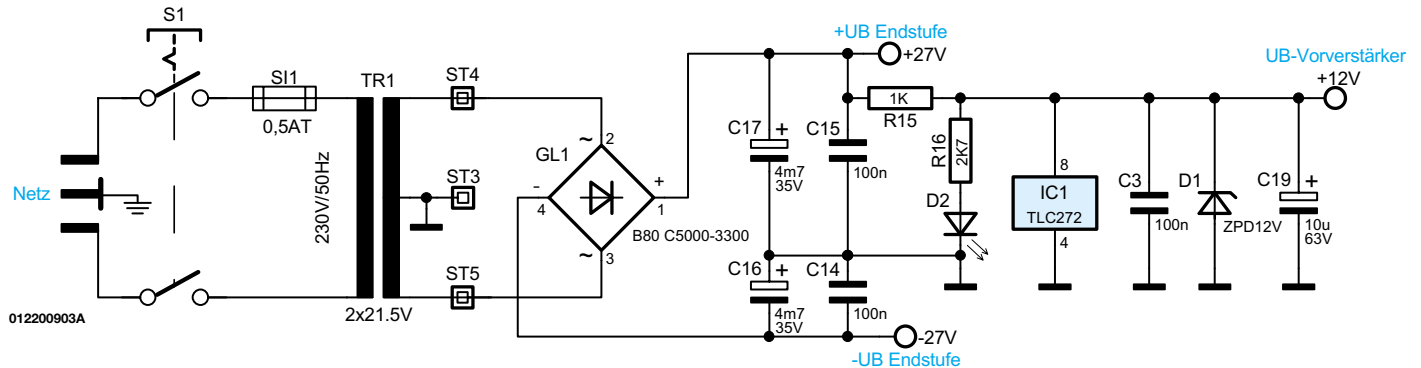 S1
SI1
0,5AT
TR1
230V/50Hz
2x21.5V
Netz
012200903A
ST4
ST3
ST5
GL1
~ 2
- 4
+ 1
~ 3
B80 C5000-3300
+UB Endstufe
+27V
C17 +
4m7
35V
C15
100n
C16 +
4m7
35V
C14
100n
-27V
-UB Endstufe
1K
R15
R16
2K7
D2
8
IC1
TLC272
4
C3
100n
D1
ZPD12V
C19 +
10u
63V
UB-Vorverstärker
+12V